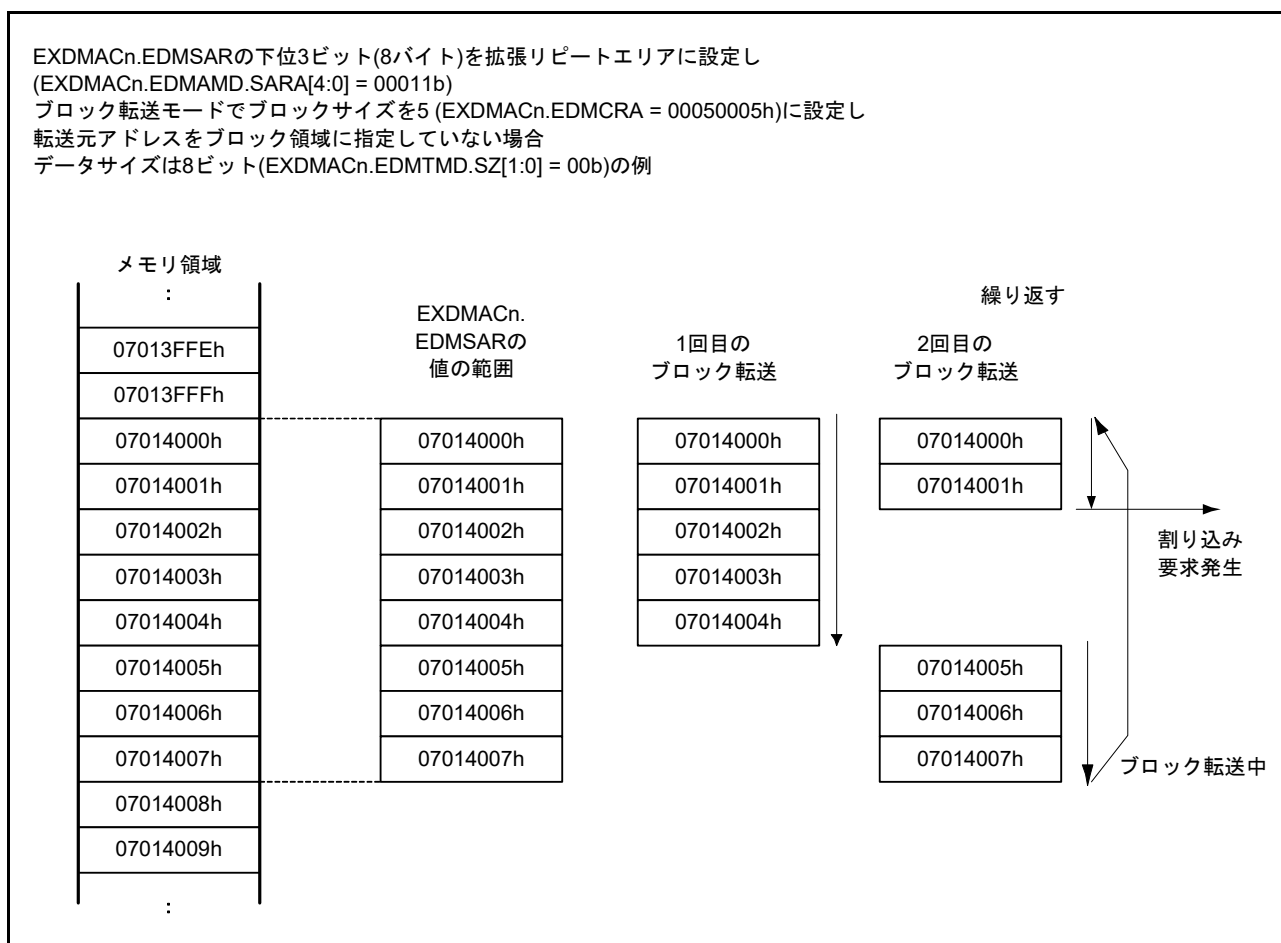 EXDMACn.EDMSARの下位3ビット(8バイト)を拡張リピートエリアに設定し
(EXDMACn.EDMAMD.SARA[4:0] = 00011b)
ブロック転送モードでブロックサイズを5 (EXDMACn.EDMCRA = 00050005h)に設定し
転送元アドレスをブロック領域に指定していない場合
データサイズは8ビット(EXDMACn.EDMTMD.SZ[1:0] = 00b)の例
メモリ領域
:
07013FFEh
07013FFFh
07014000h
07014001h
07014002h
07014003h
07014004h
07014005h
07014006h
07014007h
07014008h
07014009h
:
EXDMACn.
EDMSARの
値の範囲
07014000h
07014001h
07014002h
07014003h
07014004h
07014005h
07014006h
07014007h
1回目の
ブロック転送
07014000h
07014001h
07014002h
07014003h
07014004h
繰り返す
2回目の
ブロック転送
07014000h
07014001h
07014005h
07014006h
07014007h
割り込み
要求発生
ブロック転送中